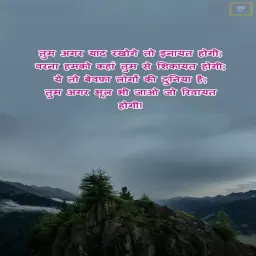 तुम अगर याद रखोगे तो इनायत होगी;
वरना हमको कहां तुम से शिकायत होगी;
ये तो बेवफ़ा लोगों की दुनिया है;
तुम अगर भूल भी जाओ तो रिवायत
होगी!